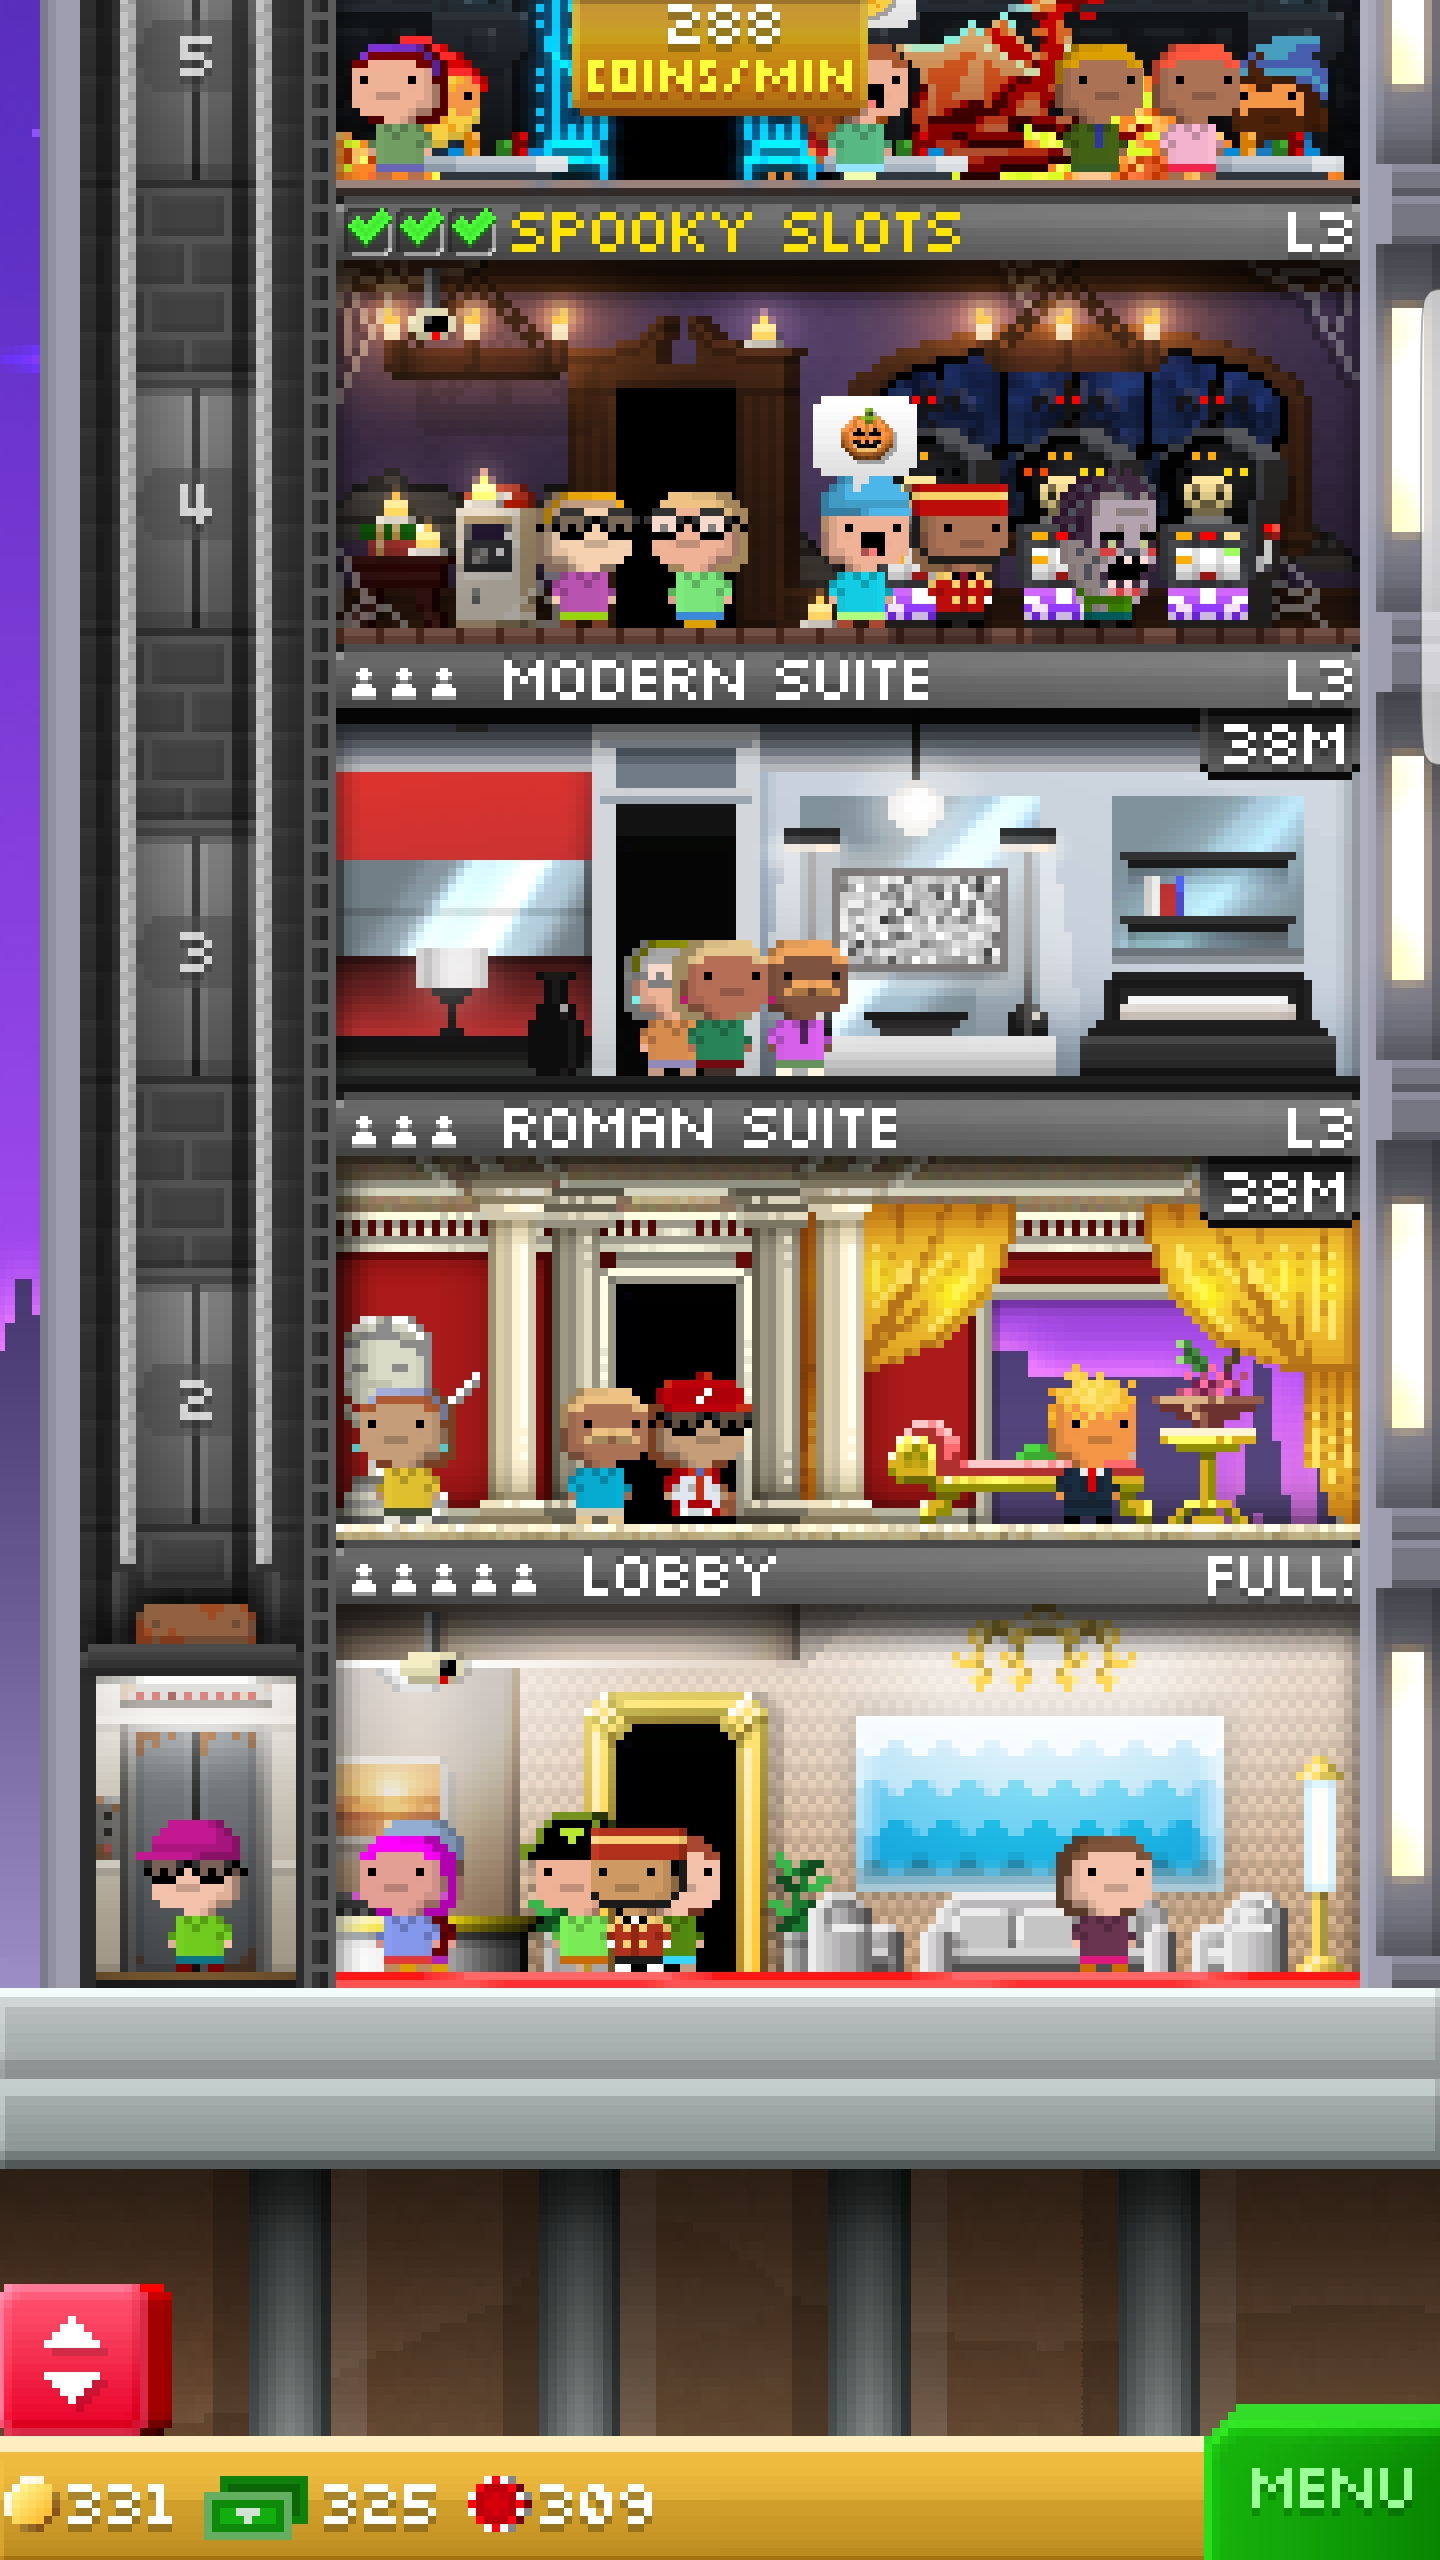 288
COINS/MIN
5
SPOOKY SLOTS L3
4
MODERN SUITE L3
38M
3
ROMAN SUITE L3
38M
2
LOBBY FULL!
331 325 309
MENU